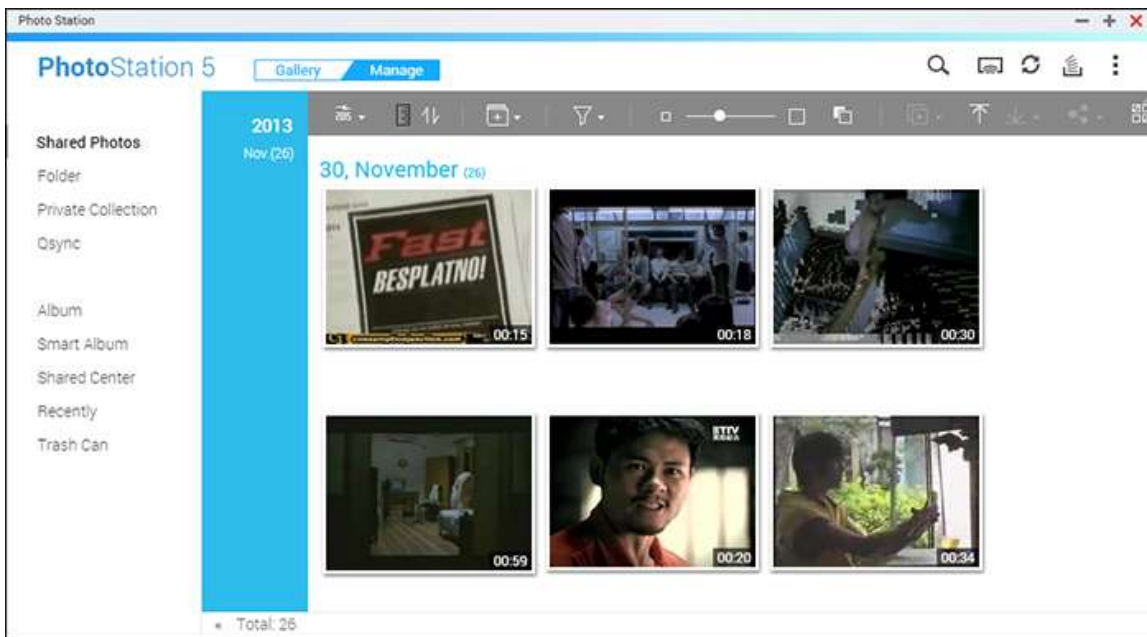 Photo Station
PhotoStation 5
Gallery
Manage
Shared Photos
Folder
Private Collection
Qsync
Album
Smart Album
Shared Center
Recently
Trash Can
2013
Nov.(26)
30, November (26)
Fast
BESPLATNO!
00:15
00:18
00:30
00:59
ETTV
00:20
00:34
« Total: 26